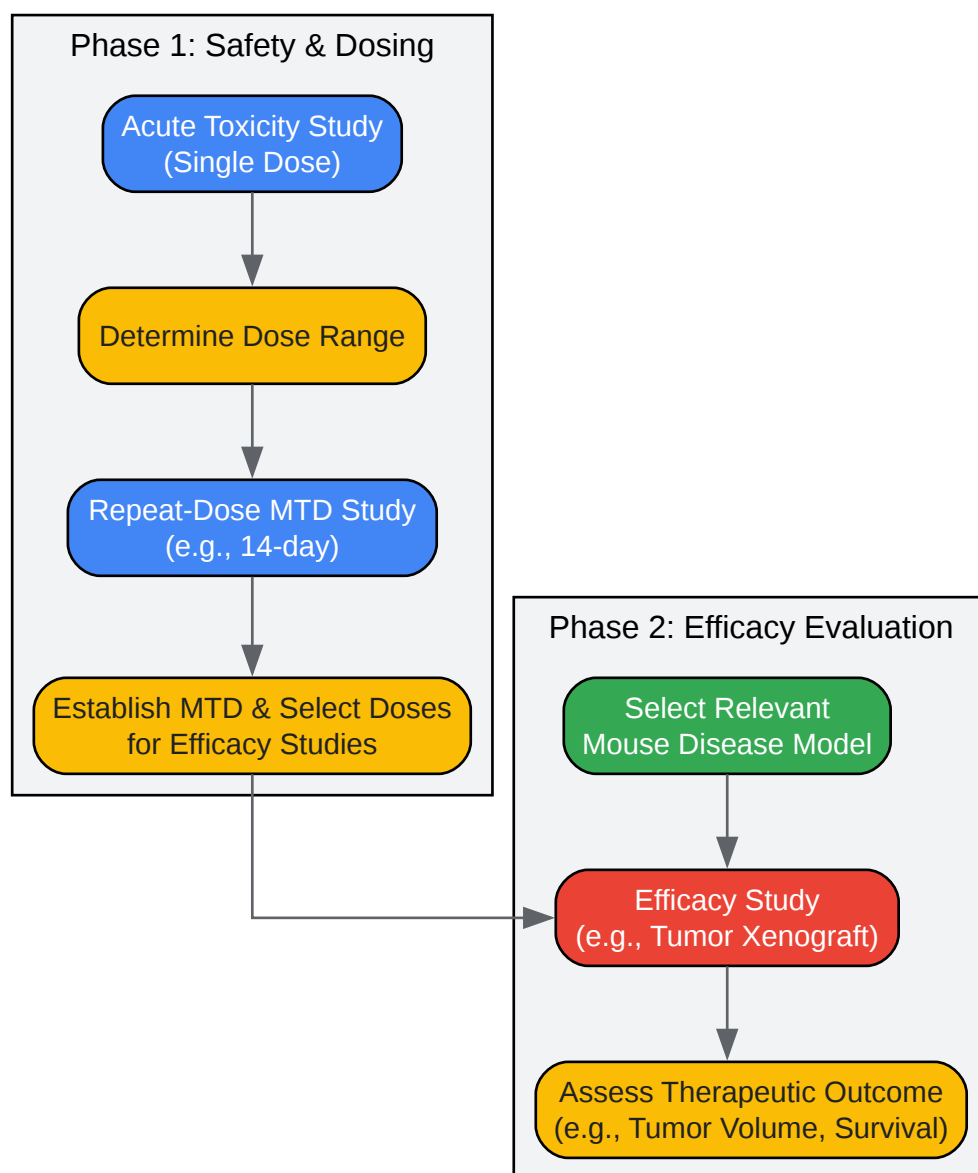 Phase 1: Safety & Dosing
Acute Toxicity Study
(Single Dose)
Determine Dose Range
Repeat-Dose MTD Study
(e.g., 14-day)
Establish MTD & Select Doses
for Efficacy Studies
Phase 2: Efficacy Evaluation
Select Relevant
Mouse Disease Model
Efficacy Study
(e.g., Tumor Xenograft)
Assess Therapeutic Outcome
(e.g., Tumor Volume, Survival)